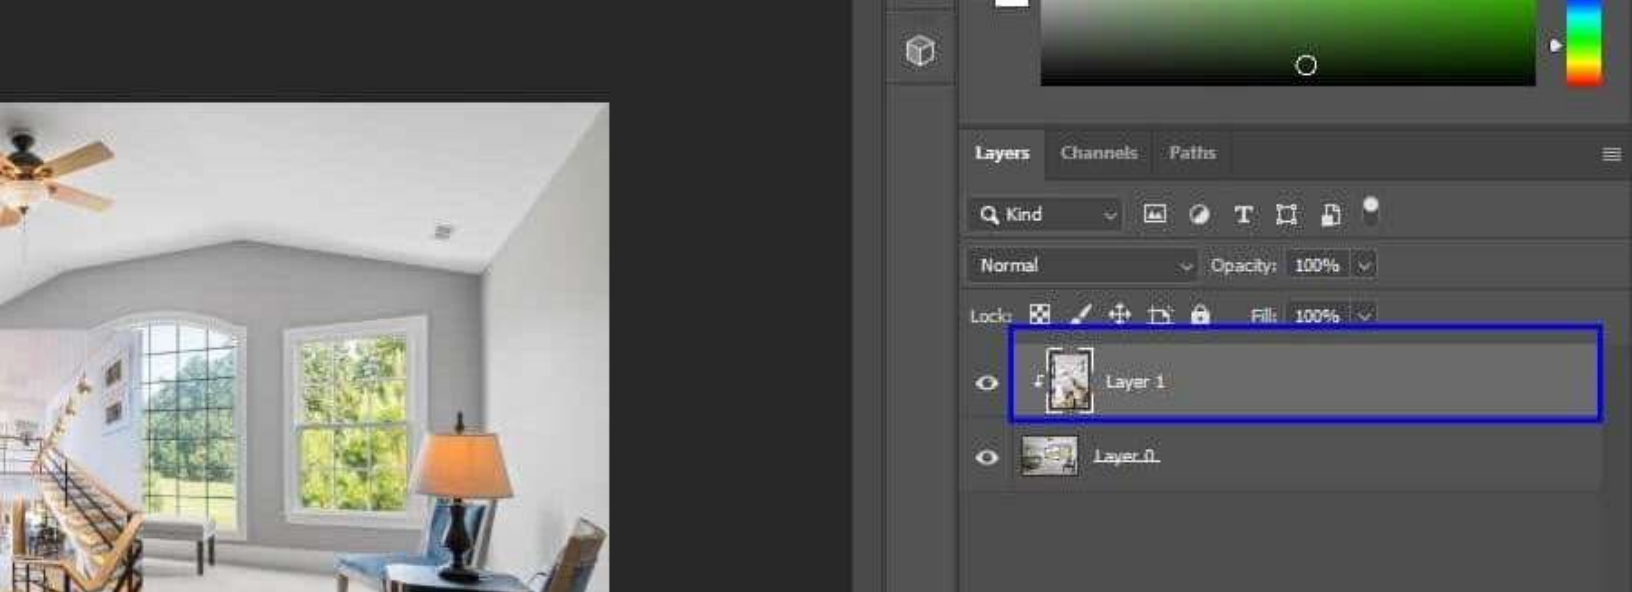 Layers Channels Paths
Kind
Normal Opacity: 100%
Lock: Fill: 100%
Layer 1
Layer 0